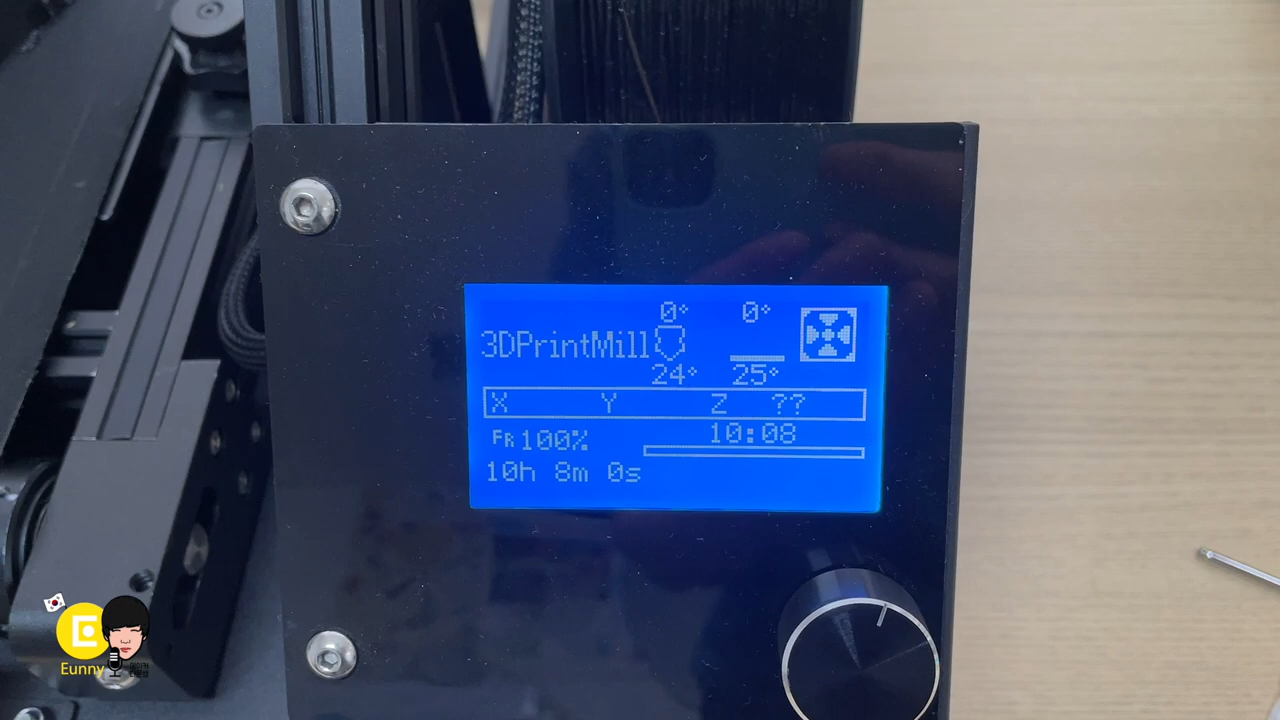 0° 0°
3DPrintMill
24° 25°
X Y Z ??
FR 100% 10:08
10h 8m 0s
E
Eunny